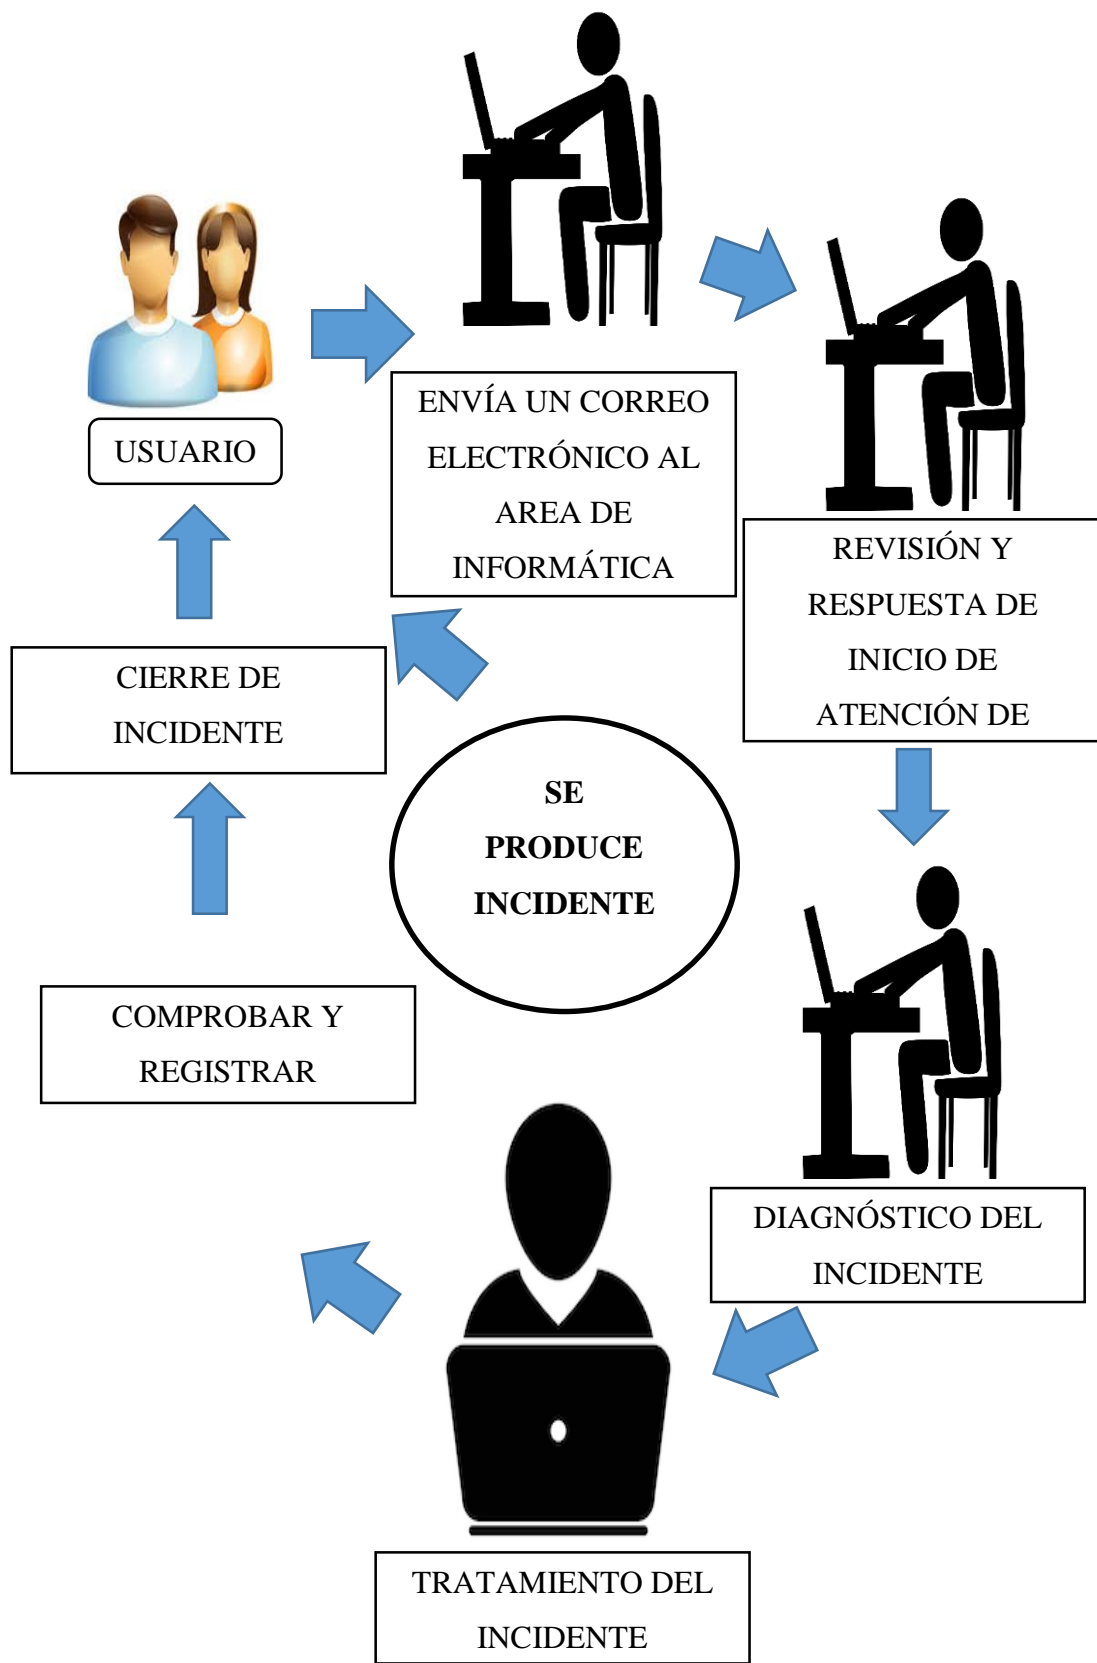 USUARIO
ENVÍA UN CORREO
ELECTRÓNICO AL
AREA DE
INFORMÁTICA
REVISIÓN Y
RESPUESTA DE
INICIO DE
ATENCIÓN DE
CIERRE DE
INCIDENTE
SE
PRODUCE
INCIDENTE
COMPROBAR Y
REGISTRAR
DIAGNÓSTICO DEL
INCIDENTE
TRATAMIENTO DEL
INCIDENTE